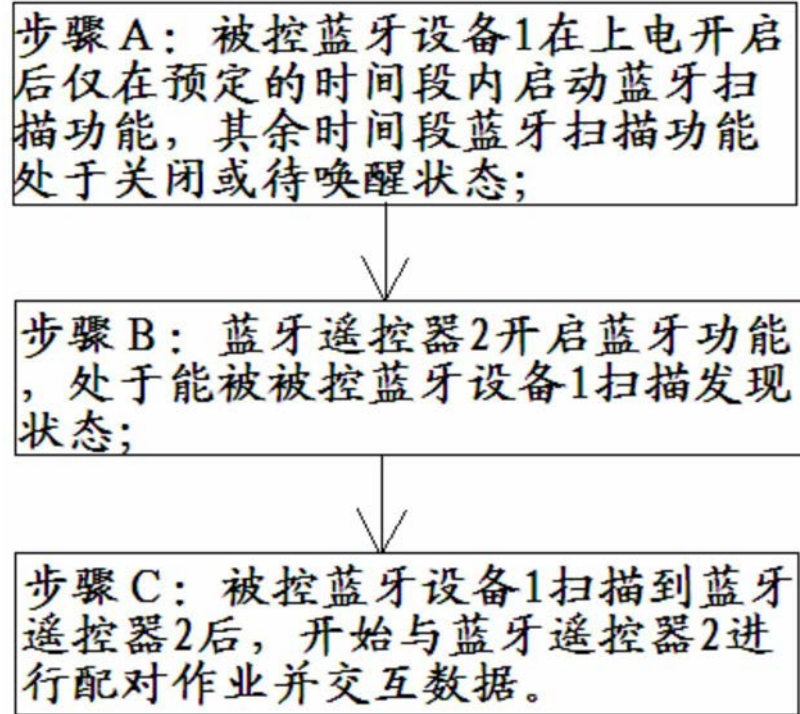 步骤A：被控蓝牙设备1在上电开启
后仅在预定的时间段内启动蓝牙扫
描功能，其余时间段蓝牙扫描功能
处于关闭或待唤醒状态；
步骤B：蓝牙遥控器2开启蓝牙功能
，处于能被被控蓝牙设备1扫描发现
状态；
步骤C：被控蓝牙设备1扫描到蓝牙
遥控器2后，开始与蓝牙遥控器2进
行配对作业并交互数据。